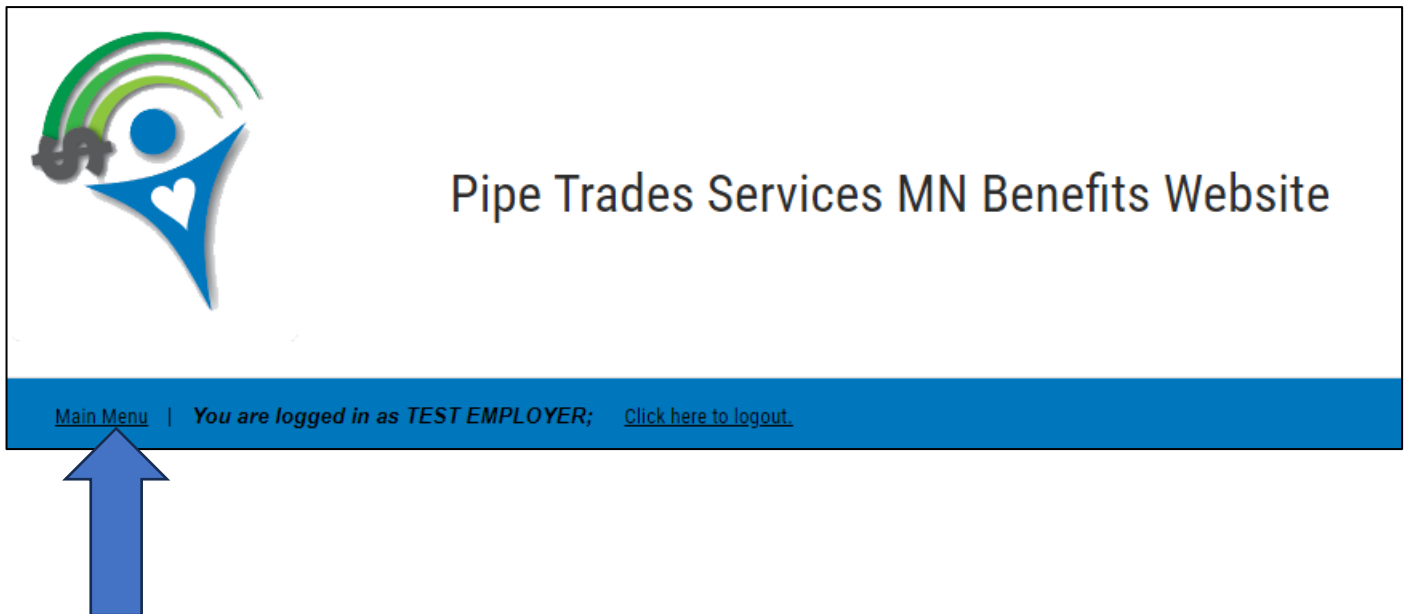 Pipe Trades Services MN Benefits Website
Main Menu | You are logged in as TEST EMPLOYER; Click here to logout.